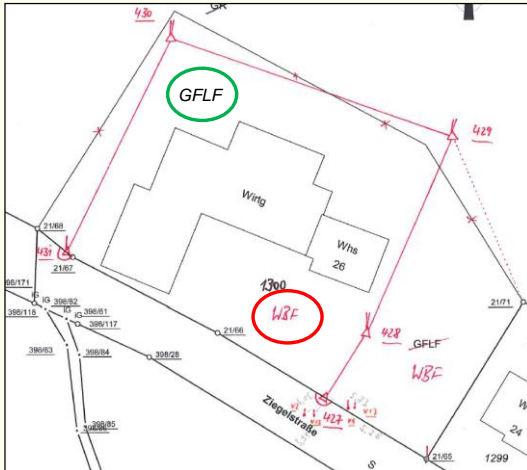 430
GR
GFLF
429
Wirtg
Whs
26
21/68
431
21/67
1300
21/71
398/118
iG
iG
398/82
398/81
398/117
WBF
21/66
428
GFLF
WBF
398/63
398/84
398/28
Ziegelstraße
427
W
24
398/85
21/65
1299
S